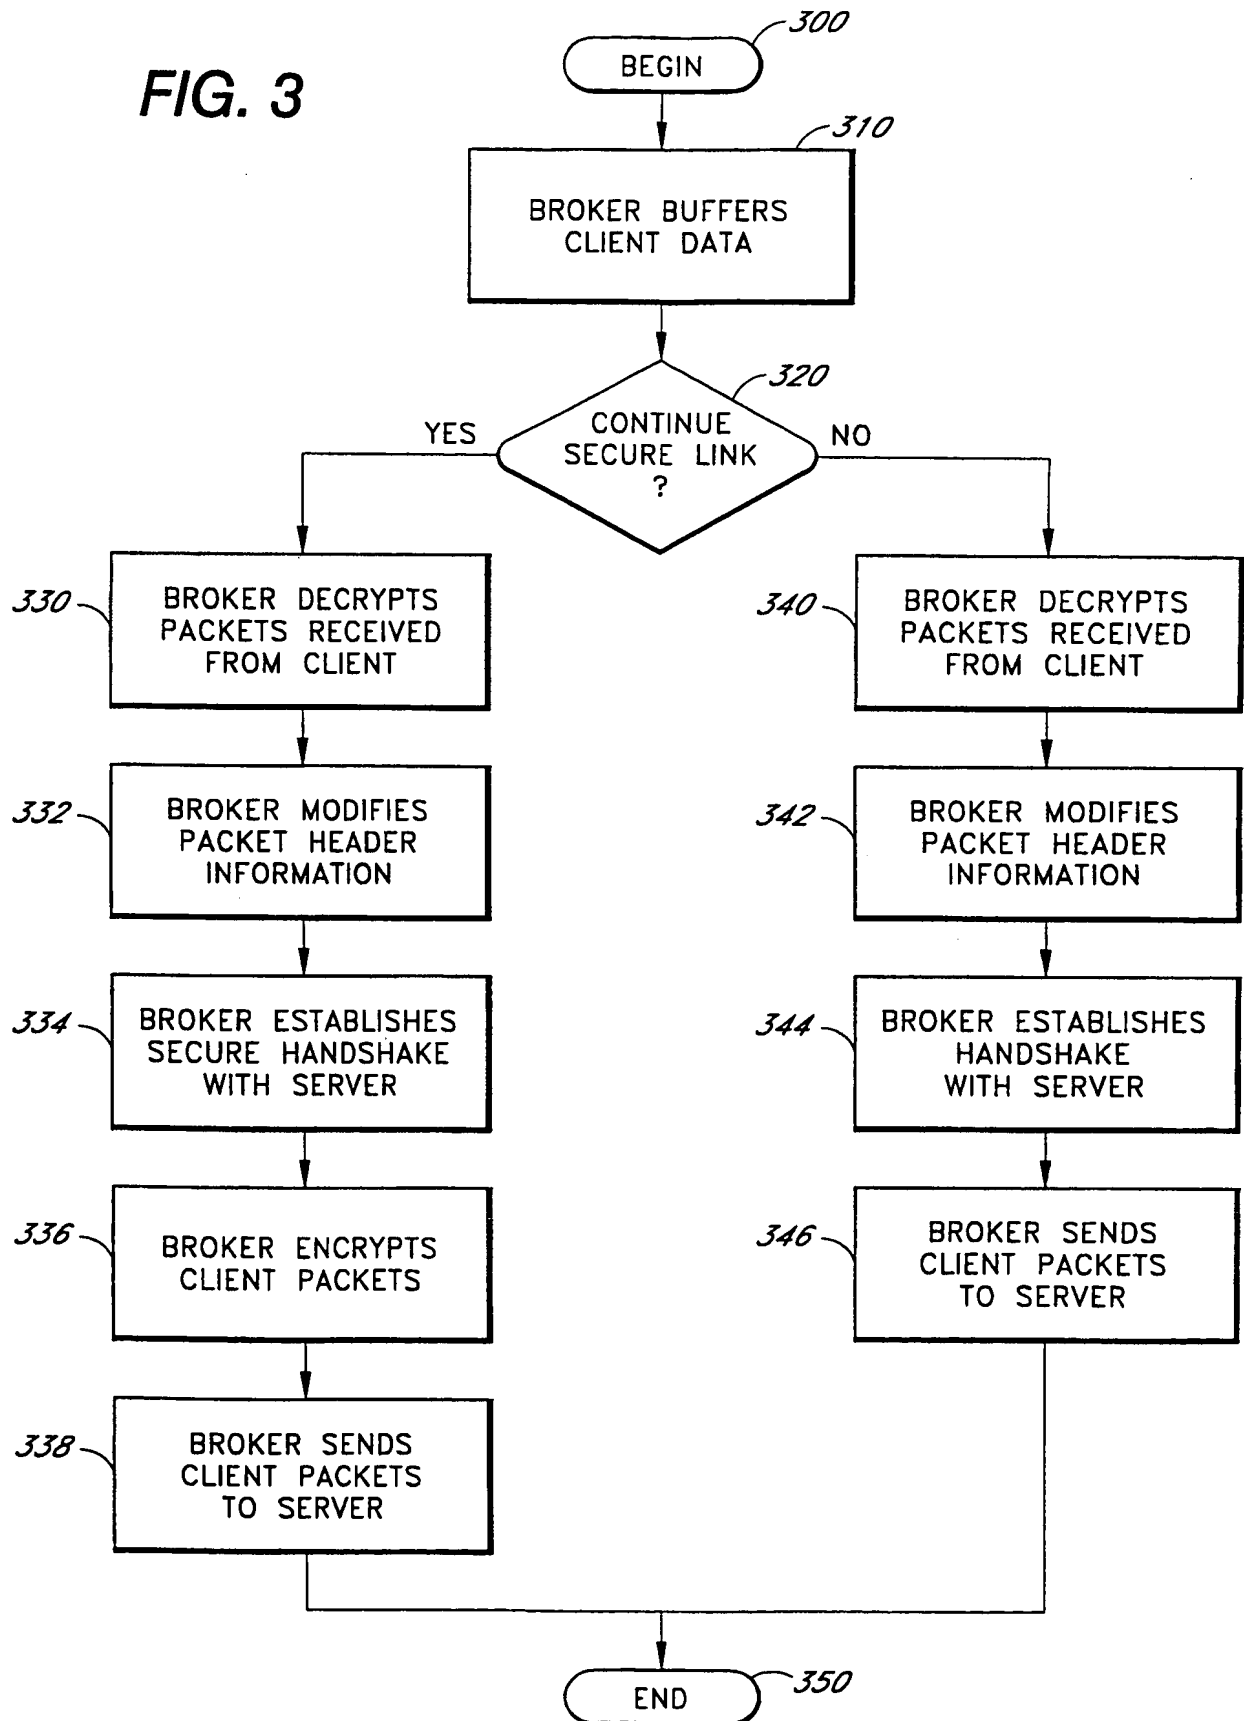 FIG. 3
300
BEGIN
310
BROKER BUFFERS
CLIENT DATA
320
CONTINUE
SECURE LINK
?
YES
NO
330
BROKER DECRYPTS
PACKETS RECEIVED
FROM CLIENT
332
BROKER MODIFIES
PACKET HEADER
INFORMATION
334
BROKER ESTABLISHES
SECURE HANDSHAKE
WITH SERVER
336
BROKER ENCRYPTS
CLIENT PACKETS
338
BROKER SENDS
CLIENT PACKETS
TO SERVER
340
BROKER DECRYPTS
PACKETS RECEIVED
FROM CLIENT
342
BROKER MODIFIES
PACKET HEADER
INFORMATION
344
BROKER ESTABLISHES
HANDSHAKE
WITH SERVER
346
BROKER SENDS
CLIENT PACKETS
TO SERVER
END
350